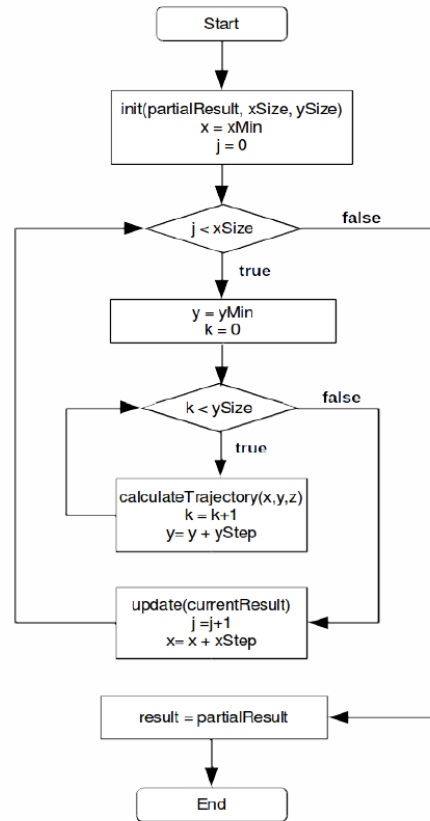 Start
init(partialResult, xSize, ySize)
x = xMin
j = 0
j < xSize
false
true
y = yMin
k = 0
k < ySize
false
true
calculateTrajectory(x,y,z)
k = k+1
y= y + yStep
update(currentResult)
j =j+1
x= x + xStep
result = partialResult
End